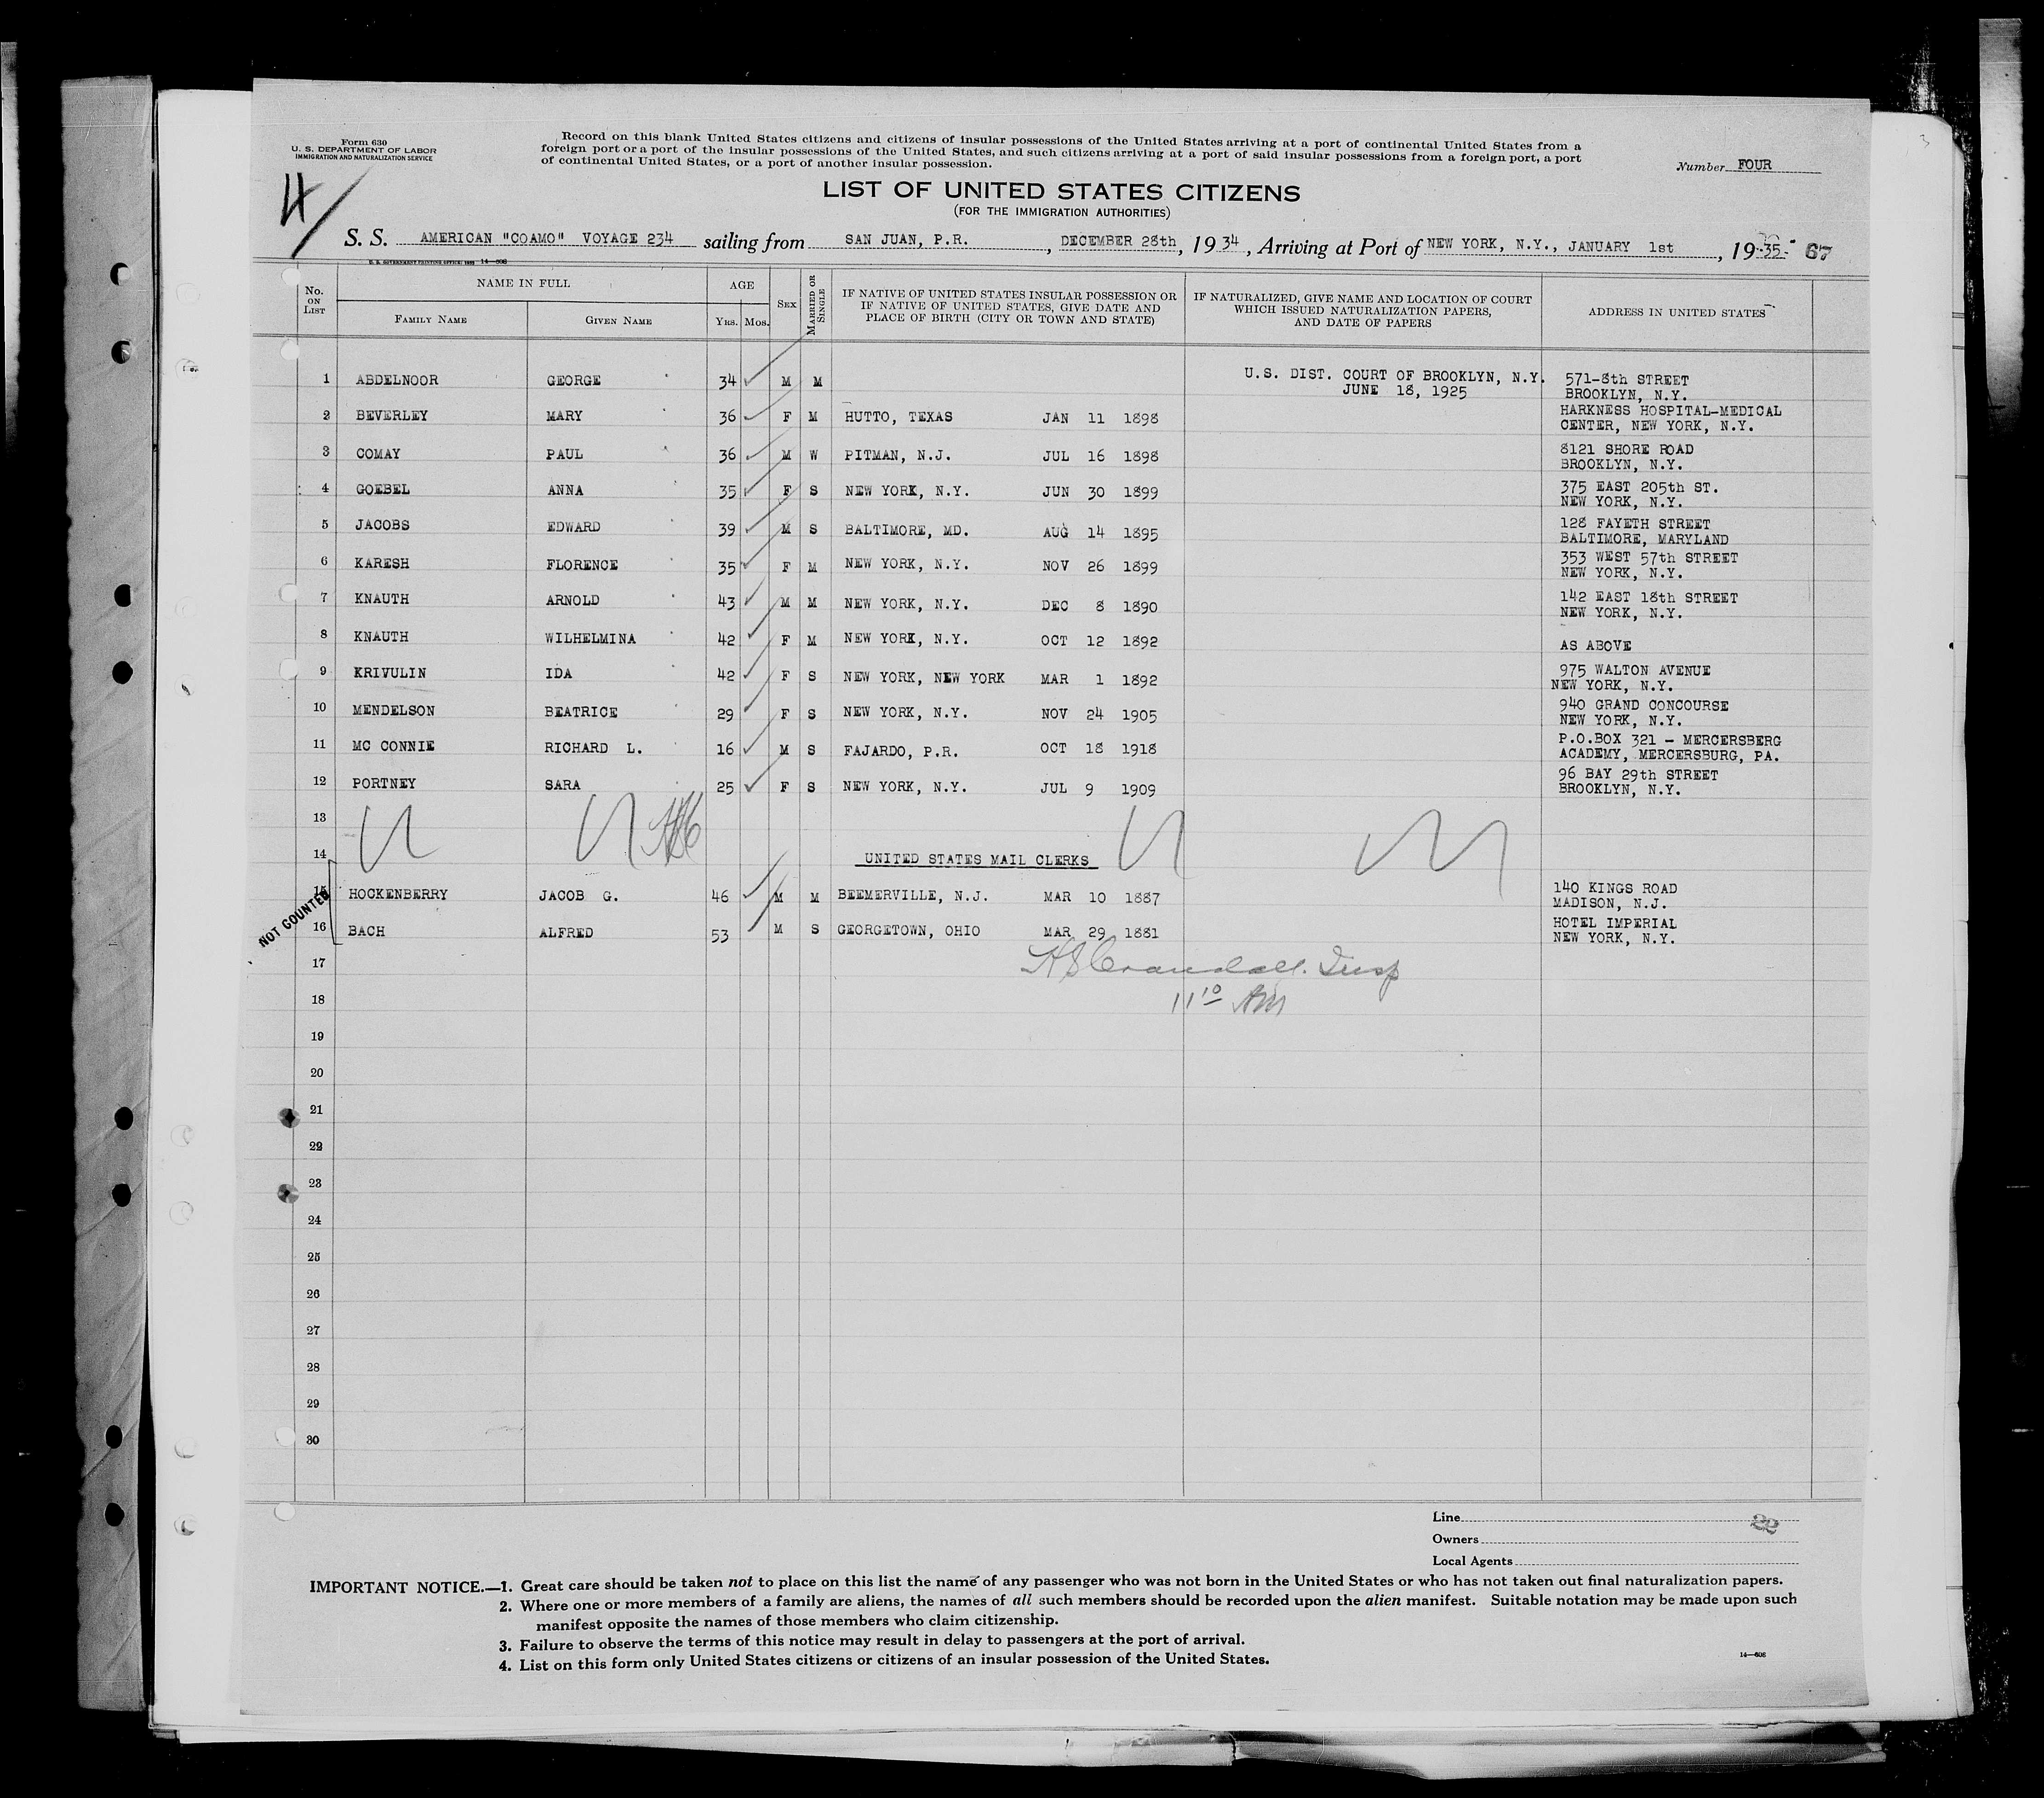 Form 630
U. S. DEPARTMENT OF LABOR
IMMIGRATION AND NATURALIZATION SERVICE
Record on this blank United States citizens and citizens of insular possessions of the United States arriving at a port of continental United States from a
foreign port or a port of the insular possessions of the United States, and such citizens arriving at a port of said insular possessions from a foreign port, a port
of continental United States, or a port of another insular possession.
Number FOUR
4/
LIST OF UNITED STATES CITIZENS
(FOR THE IMMIGRATION AUTHORITIES)
S. S. AMERICAN "COAMO" VOYAGE 234 sailing from SAN JUAN, P.R. , DECEMBER 28th, 1934, Arriving at Port of NEW YORK, N.Y., JANUARY 1st , 1935 67
U. S. GOVERNMENT PRINTING OFFICE: 1933 14—608
No. ON LIST NAME IN FULL AGE SEX MARRIED OR SINGLE IF NATIVE OF UNITED STATES INSULAR POSSESSION OR IF NATIVE OF UNITED STATES, GIVE DATE AND PLACE OF BIRTH (CITY OR TOWN AND STATE) IF NATURALIZED, GIVE NAME AND LOCATION OF COURT WHICH ISSUED NATURALIZATION PAPERS, AND DATE OF PAPERS ADDRESS IN UNITED STATES
FAMILY NAME GIVEN NAME YRS. MOS.
1 ABDELNOOR GEORGE 34 M M U.S. DIST. COURT OF BROOKLYN, N.Y. 571-8th STREET
JUNE 18, 1925 BROOKLYN, N.Y.
2 BEVERLEY MARY 36 F M HUTTO, TEXAS JAN 11 1898 HARKNESS HOSPITAL-MEDICAL
CENTER, NEW YORK, N.Y.
3 COMAY PAUL 36 M W PITMAN, N.J. JUL 16 1898 8121 SHORE ROAD
BROOKLYN, N.Y.
4 GOEBEL ANNA 35 F S NEW YORK, N.Y. JUN 30 1899 375 EAST 205th ST.
NEW YORK, N.Y.
5 JACOBS EDWARD 39 M S BALTIMORE, MD. AUG 14 1895 128 FAYETH STREET
BALTIMORE, MARYLAND
6 KARESH FLORENCE 35 F M NEW YORK, N.Y. NOV 26 1899 353 WEST 57th STREET
NEW YORK, N.Y.
7 KNAUTH ARNOLD 43 M M NEW YORK, N.Y. DEC 8 1890 142 EAST 18th STREET
NEW YORK, N.Y.
8 KNAUTH WILHELMINA 42 F M NEW YORK, N.Y. OCT 12 1892 AS ABOVE
9 KRIVULIN IDA 42 F S NEW YORK, NEW YORK MAR 1 1892 975 WALTON AVENUE
NEW YORK, N.Y.
10 MENDELSON BEATRICE 29 F S NEW YORK, N.Y. NOV 24 1905 940 GRAND CONCOURSE
NEW YORK, N.Y.
11 MC CONNIE RICHARD L. 16 M S FAJARDO, P.R. OCT 18 1918 P.O.BOX 321 - MERCERSBERG
ACADEMY, MERCERSBURG, PA.
12 PORTNEY SARA 25 F S NEW YORK, N.Y. JUL 9 1909 96 BAY 29th STREET
BROOKLYN, N.Y.
13
14 UNITED STATES MAIL CLERKS
NOT COUNTED
15 HOCKENBERRY JACOB G. 46 M M BEEMERVILLE, N.J. MAR 10 1887 140 KINGS ROAD
MADISON, N.J.
16 BACH ALFRED 53 M S GEORGETOWN, OHIO MAR 29 1881 HOTEL IMPERIAL
NEW YORK, N.Y.
17 HS Crandall. Insp
18 11 10 AM
19
20
21
22
23
24
25
26
27
28
29
30
Line
22
Owners
Local Agents
IMPORTANT NOTICE.—1. Great care should be taken not to place on this list the name of any passenger who was not born in the United States or who has not taken out final naturalization papers.
2. Where one or more members of a family are aliens, the names of all such members should be recorded upon the alien manifest. Suitable notation may be made upon such
manifest opposite the names of those members who claim citizenship.
3. Failure to observe the terms of this notice may result in delay to passengers at the port of arrival.
4. List on this form only United States citizens or citizens of an insular possession of the United States.
14—608